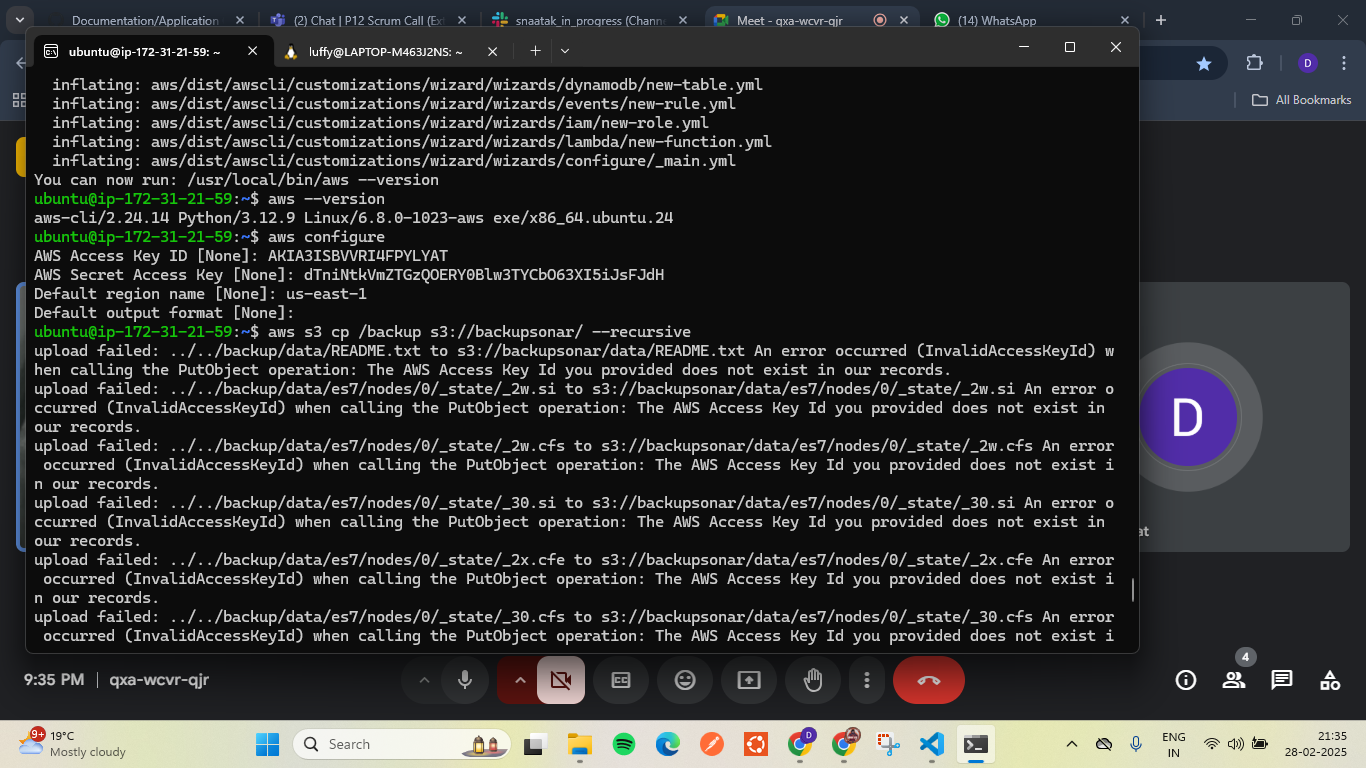 Documentation/Application
(2) Chat | P12 Scrum Call (Ex
snaatak_in_progress (Chann
Meet - qxa-wcvr-qjr
(14) WhatsApp
ubuntu@ip-172-31-21-59: ~
luffy@LAPTOP-M463J2NS: ~
D
All Bookmarks
inflating: aws/dist/awscli/customizations/wizard/wizards/dynamodb/new-table.yml
inflating: aws/dist/awscli/customizations/wizard/wizards/events/new-rule.yml
inflating: aws/dist/awscli/customizations/wizard/wizards/iam/new-role.yml
inflating: aws/dist/awscli/customizations/wizard/wizards/lambda/new-function.yml
inflating: aws/dist/awscli/customizations/wizard/wizards/configure/_main.yml
You can now run: /usr/local/bin/aws --version
ubuntu@ip-172-31-21-59:~$ aws --version
aws-cli/2.24.14 Python/3.12.9 Linux/6.8.0-1023-aws exe/x86_64.ubuntu.24
ubuntu@ip-172-31-21-59:~$ aws configure
AWS Access Key ID [None]: AKIA3ISBVVRI4FPYLYAT
AWS Secret Access Key [None]: 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
Default region name [None]: us-east-1
Default output format [None]:
ubuntu@ip-172-31-21-59:~$ aws s3 cp /backup s3://backupsonar/ --recursive
upload failed: ../../backup/data/README.txt to s3://backupsonar/data/README.txt An error occurred (InvalidAccessKeyId) w
hen calling the PutObject operation: The AWS Access Key Id you provided does not exist in our records.
upload failed: ../../backup/data/es7/nodes/0/_state/_2w.si to s3://backupsonar/data/es7/nodes/0/_state/_2w.si An error o
ccurred (InvalidAccessKeyId) when calling the PutObject operation: The AWS Access Key Id you provided does not exist in
our records.
upload failed: ../../backup/data/es7/nodes/0/_state/_2w.cfs to s3://backupsonar/data/es7/nodes/0/_state/_2w.cfs An error
occurred (InvalidAccessKeyId) when calling the PutObject operation: The AWS Access Key Id you provided does not exist i
n our records.
upload failed: ../../backup/data/es7/nodes/0/_state/_30.si to s3://backupsonar/data/es7/nodes/0/_state/_30.si An error o
ccurred (InvalidAccessKeyId) when calling the PutObject operation: The AWS Access Key Id you provided does not exist in
our records.
upload failed: ../../backup/data/es7/nodes/0/_state/_2x.cfe to s3://backupsonar/data/es7/nodes/0/_state/_2x.cfe An error
occurred (InvalidAccessKeyId) when calling the PutObject operation: The AWS Access Key Id you provided does not exist i
n our records.
upload failed: ../../backup/data/es7/nodes/0/_state/_30.cfs to s3://backupsonar/data/es7/nodes/0/_state/_30.cfs An error
occurred (InvalidAccessKeyId) when calling the PutObject operation: The AWS Access Key Id you provided does not exist i
D
at
9:35 PM | qxa-wcvr-qjr
4
9+
19°C
Mostly cloudy
Search
D
ENG
IN
21:35
28-02-2025